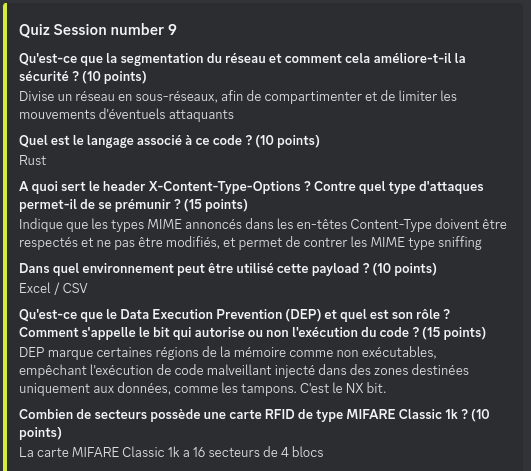 Quiz Session number 9
Qu'est-ce que la segmentation du réseau et comment cela améliore-t-il la
sécurité ? (10 points)
Divise un réseau en sous-réseaux, afin de compartimenter et de limiter les
mouvements d'éventuels attaquants
Quel est le langage associé à ce code ? (10 points)
Rust
A quoi sert le header X-Content-Type-Options ? Contre quel type d'attaques
permet-il de se prémunir ? (15 points)
Indique que les types MIME annoncés dans les en-têtes Content-Type doivent être
respectés et ne pas être modifiés, et permet de contrer les MIME type sniffing
Dans quel environnement peut être utilisé cette payload ? (10 points)
Excel / CSV
Qu'est-ce que le Data Execution Prevention (DEP) et quel est son rôle ?
Comment s'appelle le bit qui autorise ou non l'exécution du code ? (15 points)
DEP marque certaines régions de la mémoire comme non exécutables,
empêchant l'exécution de code malveillant injecté dans des zones destinées
uniquement aux données, comme les tampons. C'est le NX bit.
Combien de secteurs possède une carte RFID de type MIFARE Classic 1k ? (10
points)
La carte MIFARE Classic 1k a 16 secteurs de 4 blocs